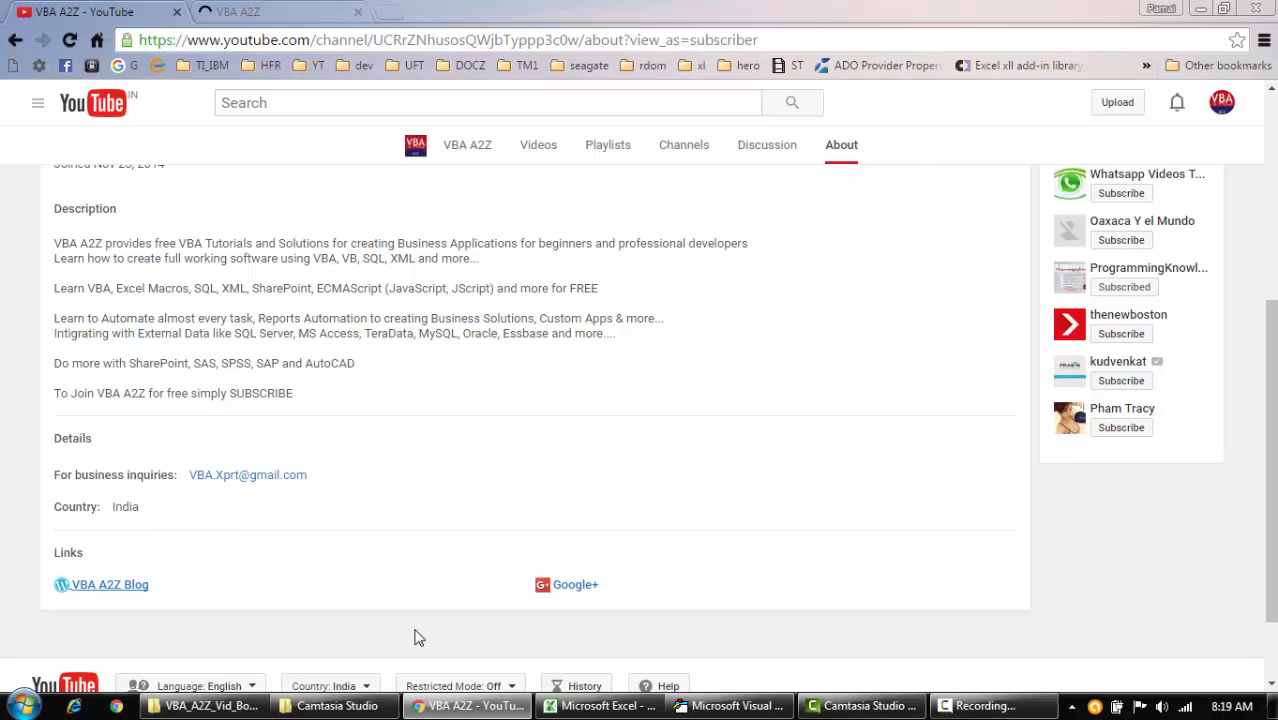 VBA A2Z - YouTube
VBA A2Z
Pamai
https://www.youtube.com/channel/UCRrZNhusosQWjbTyppp3c0w/about?view_as=subscriber
G TI_IBM HFR YT dev UFT DOCZ TM1 seagate rdom xl hero ST ADO Provider Propert Excel xll add-in library » Other bookmarks
YouTube IN
Search
Upload
VBA
VBA A2Z Videos Playlists Channels Discussion About
Description
VBA A2Z provides free VBA Tutorials and Solutions for creating Business Applications for beginners and professional developers
Learn how to create full working software using VBA, VB, SQL, XML and more...
Learn VBA, Excel Macros, SQL, XML, SharePoint, ECMAScript (JavaScript, JScript) and more for FREE
Learn to Automate almost every task, Reports Automation to creating Business Solutions, Custom Apps & more...
Intigrating with External Data like SQL Server, MS Access, TeraData, MySQL, Oracle, Essbase and more....
Do more with SharePoint, SAS, SPSS, SAP and AutoCAD
To Join VBA A2Z for free simply SUBSCRIBE
Details
For business inquiries: VBA.Xprt@gmail.com
Country: India
Links
VBA A2Z Blog
Google+
Whatsapp Videos T...
Subscribe
Oaxaca Y el Mundo
Subscribe
ProgrammingKnowl...
Subscribed
thenewboston
Subscribe
kudvenkat
Subscribe
Pham Tracy
Subscribe
YouTube
Language: English
Country: India
Restricted Mode: Off
History
Help
VBA_A2Z_Vid_Bo...
Camtasia Studio
VBA A2Z - YouTu...
Microsoft Excel - ...
Microsoft Visual ...
Camtasia Studio ...
Recording...
8:19 AM